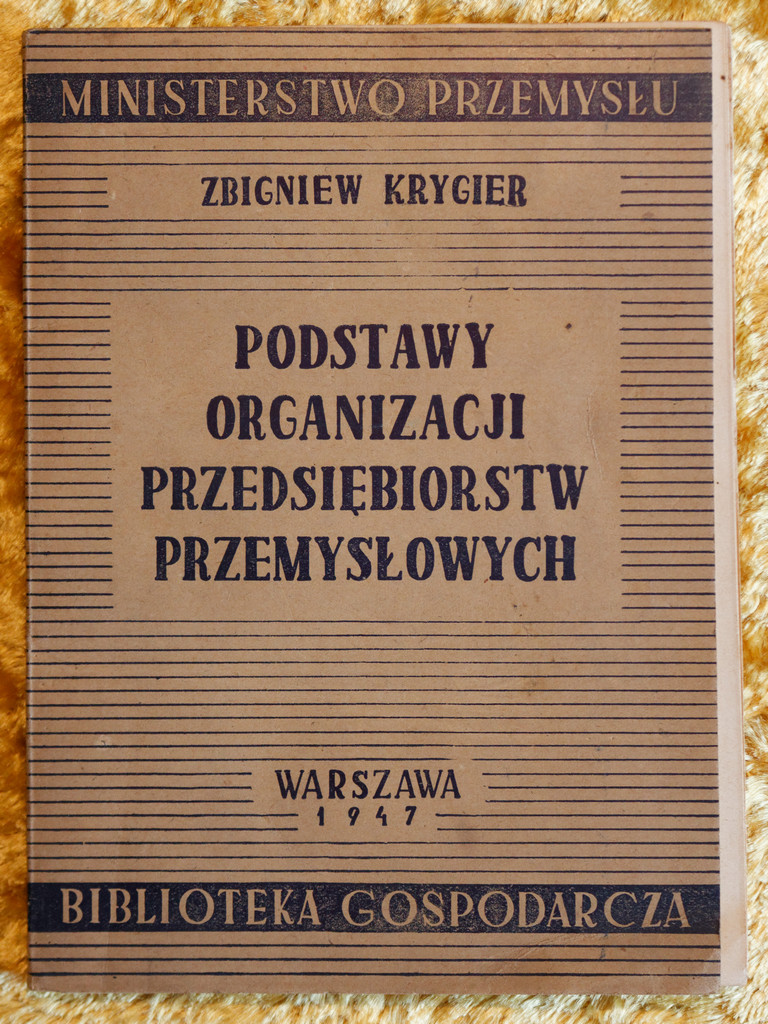 MINISTERSTWO PRZEMYSŁU
ZBIGNIEW KRYGIER
PODSTAWY
ORGANIZACJI
PRZEDSIĘBIORSTW
PRZEMYSŁOWYCH
WARSZAWA
1947
BIBLIOTEKA GOSPODARCZA